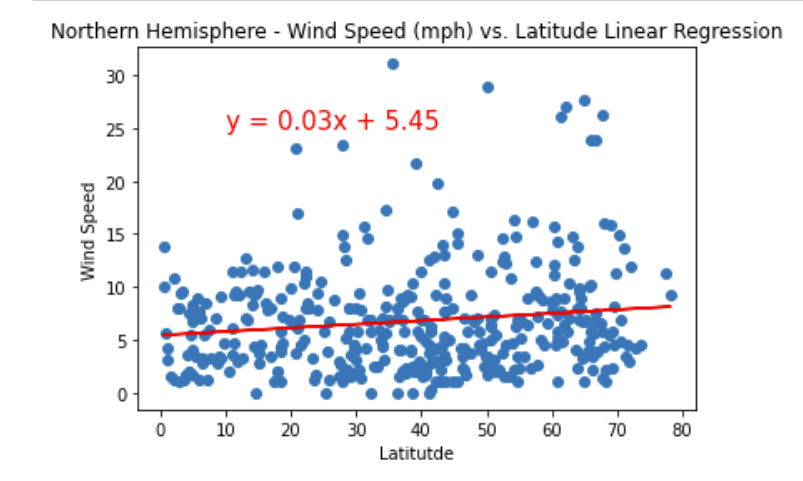 Northern Hemisphere - Wind Speed (mph) vs. Latitude Linear Regression
30
y = 0.03x + 5.45
25
20
15
10
5
0
Wind Speed
0 10 20 30 40 50 60 70 80
Latitutde